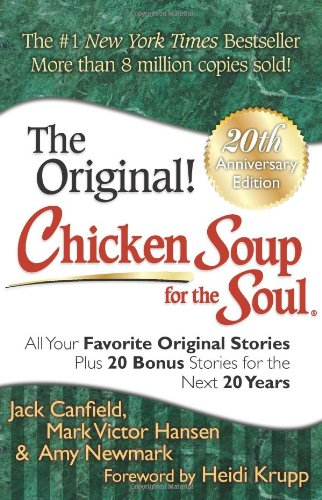 The #1 New York Times Bestseller
More than 8 million copies sold!
The
Original!
20th
Anniversary
Edition
Chicken Soup
for the Soul®
All Your Favorite Original Stories
Plus 20 Bonus Stories for the
Next 20 Years
Jack Canfield,
Mark Victor Hansen
& Amy Newmark
Foreword by Heidi Krupp